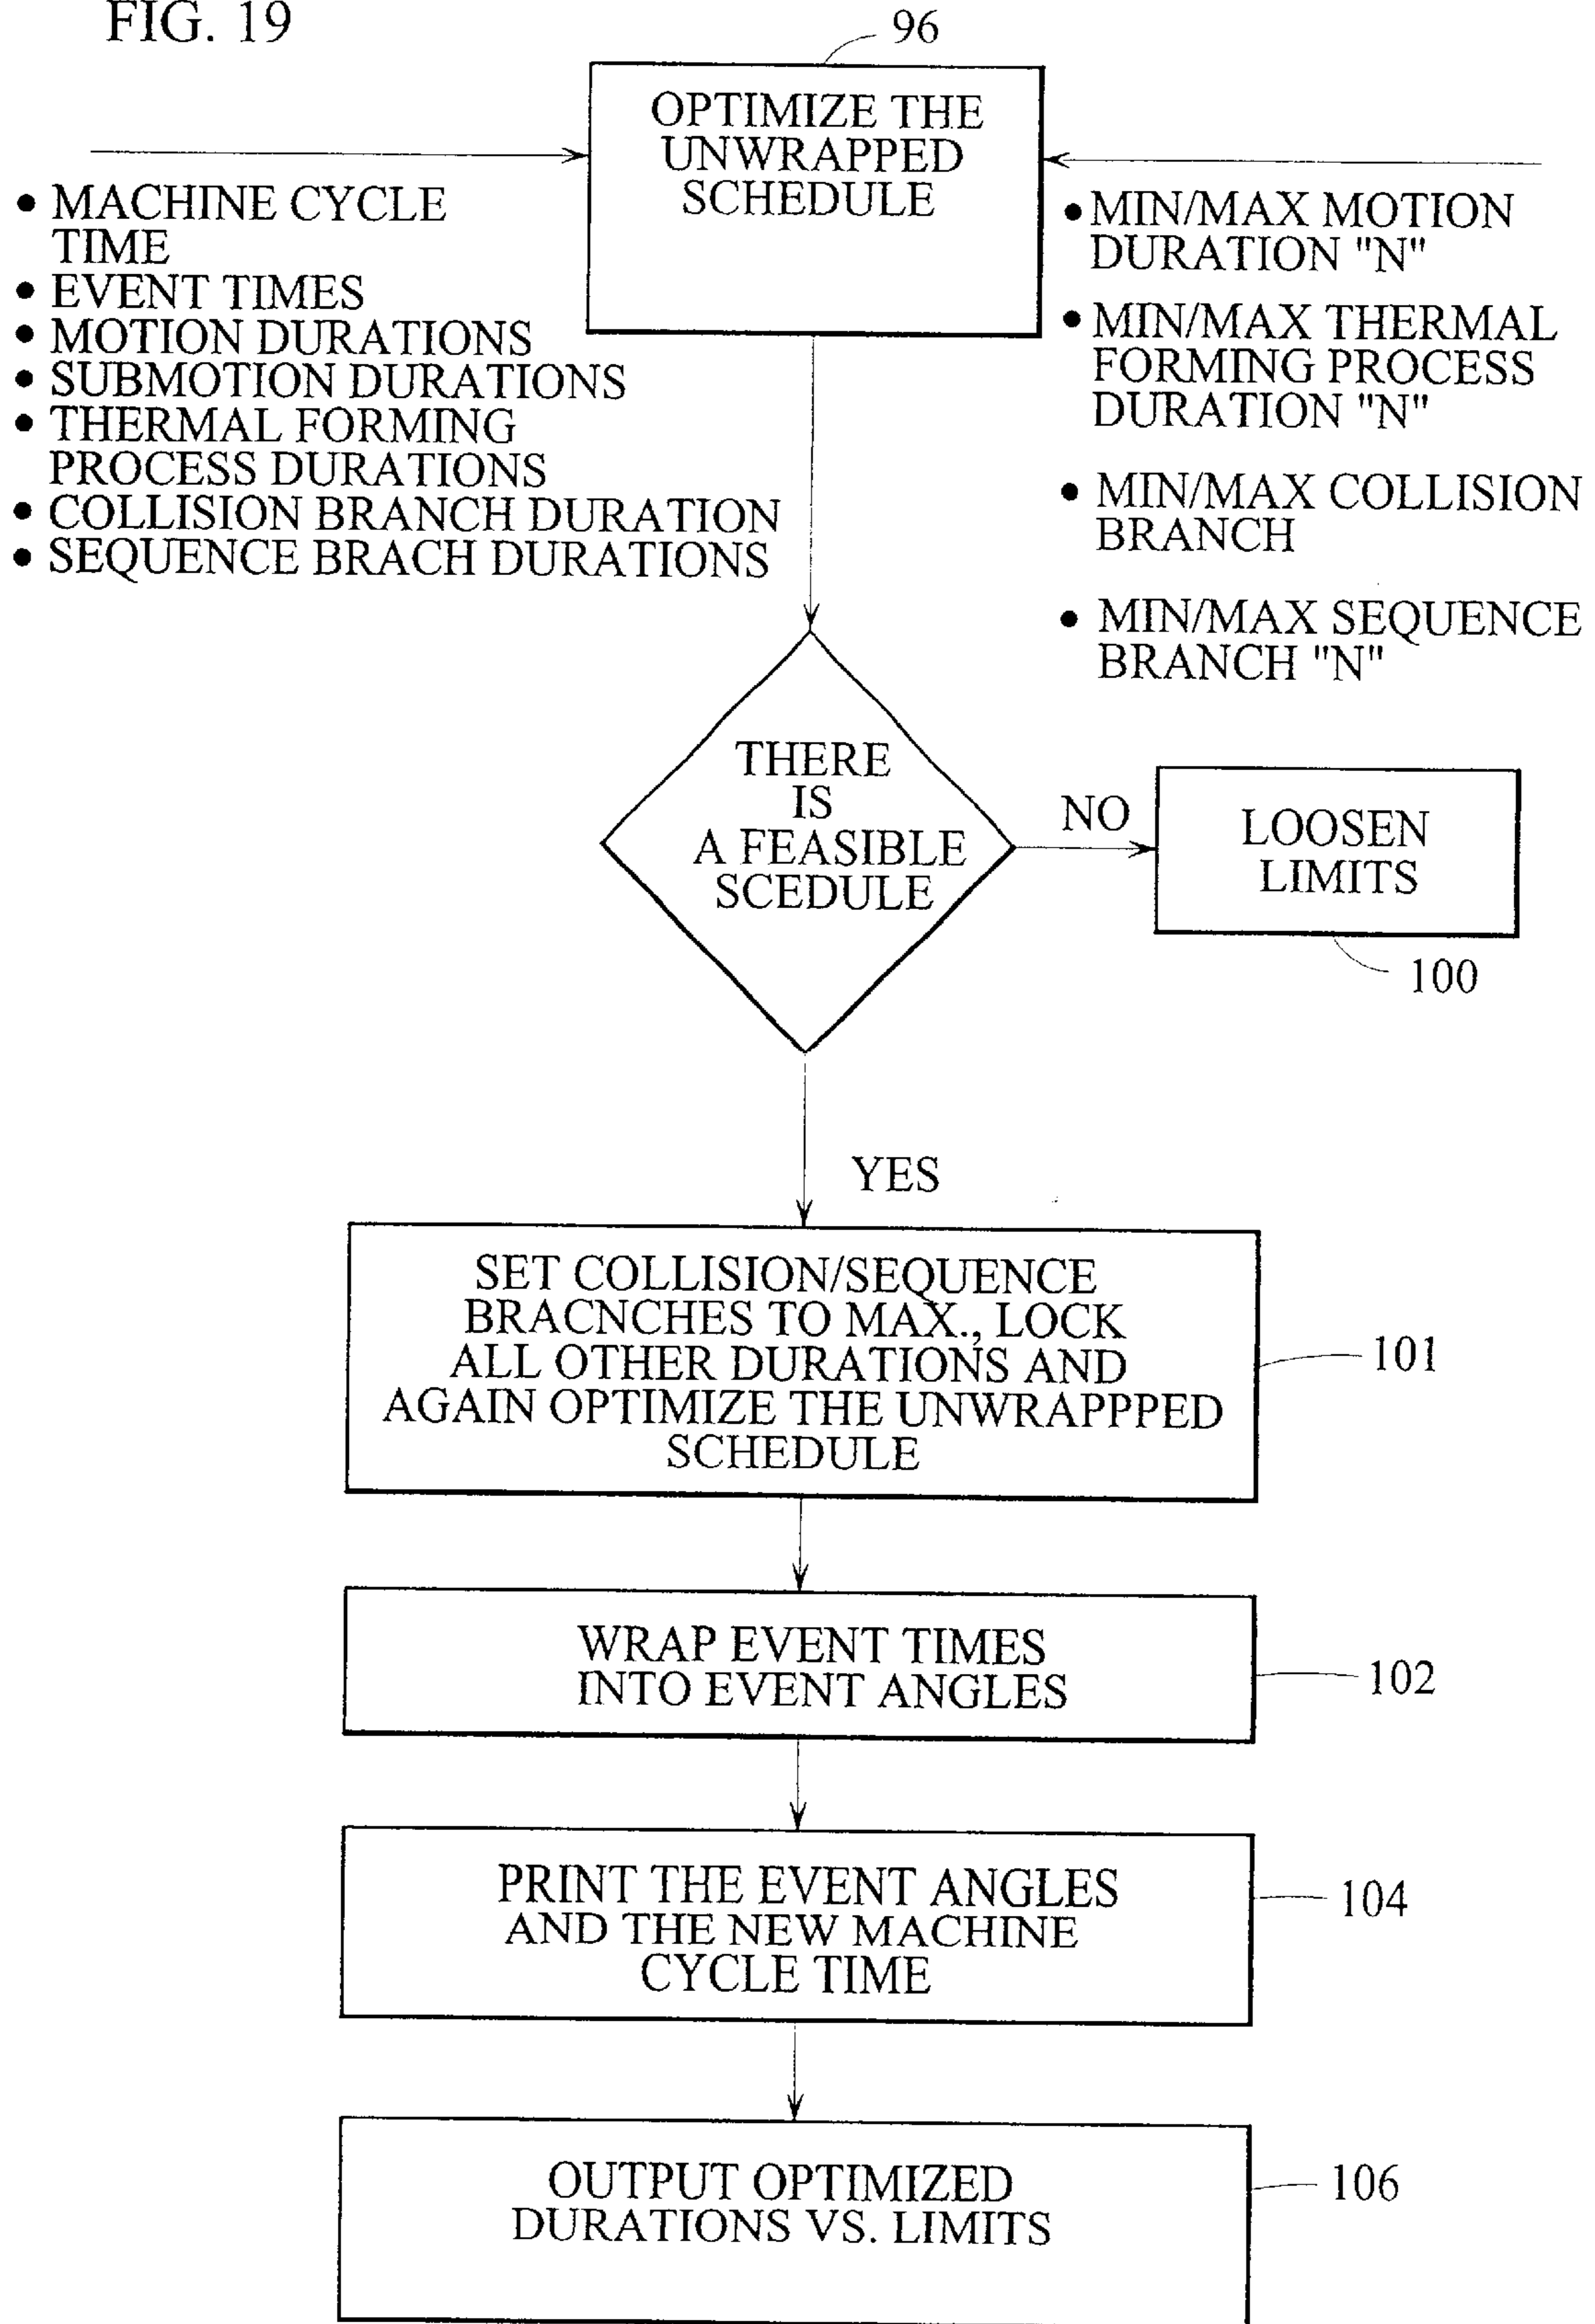 FIG. 19
96
OPTIMIZE THE
UNWRAPPED
SCHEDULE
• MACHINE CYCLE
TIME
• EVENT TIMES
• MOTION DURATIONS
• SUBMOTION DURATIONS
• THERMAL FORMING
PROCESS DURATIONS
• COLLISION BRANCH DURATION
• SEQUENCE BRACH DURATIONS
• MIN/MAX MOTION
DURATION "N"
• MIN/MAX THERMAL
FORMING PROCESS
DURATION "N"
• MIN/MAX COLLISION
BRANCH
• MIN/MAX SEQUENCE
BRANCH "N"
THERE
IS
A FEASIBLE
SCEDULE
NO
LOOSEN
LIMITS
100
YES
SET COLLISION/SEQUENCE
BRACNCHES TO MAX., LOCK
ALL OTHER DURATIONS AND
AGAIN OPTIMIZE THE UNWRAPPPED
SCHEDULE
101
WRAP EVENT TIMES
INTO EVENT ANGLES
102
PRINT THE EVENT ANGLES
AND THE NEW MACHINE
CYCLE TIME
104
OUTPUT OPTIMIZED
DURATIONS VS. LIMITS
106